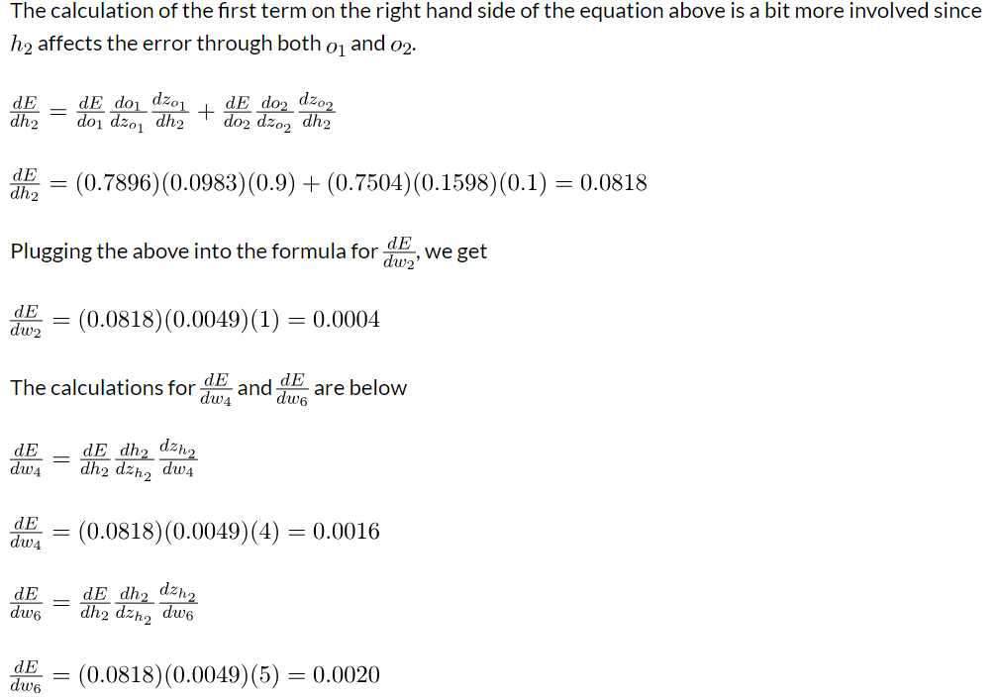 The calculation of the first term on the right hand side of the equation above is a bit more involved since
$h_2$ affects the error through both $o_1$ and $o_2$.
$\frac{dE}{dh_2} = \frac{dE}{do_1} \frac{do_1}{dz_{o_1}} \frac{dz_{o_1}}{dh_2} + \frac{dE}{do_2} \frac{do_2}{dz_{o_2}} \frac{dz_{o_2}}{dh_2}$
$\frac{dE}{dh_2} = (0.7896)(0.0983)(0.9) + (0.7504)(0.1598)(0.1) = 0.0818$
Plugging the above into the formula for $\frac{dE}{dw_2}$, we get
$\frac{dE}{dw_2} = (0.0818)(0.0049)(1) = 0.0004$
The calculations for $\frac{dE}{dw_4}$ and $\frac{dE}{dw_6}$ are below
$\frac{dE}{dw_4} = \frac{dE}{dh_2} \frac{dh_2}{dz_{h_2}} \frac{dz_{h_2}}{dw_4}$
$\frac{dE}{dw_4} = (0.0818)(0.0049)(4) = 0.0016$
$\frac{dE}{dw_6} = \frac{dE}{dh_2} \frac{dh_2}{dz_{h_2}} \frac{dz_{h_2}}{dw_6}$
$\frac{dE}{dw_6} = (0.0818)(0.0049)(5) = 0.0020$